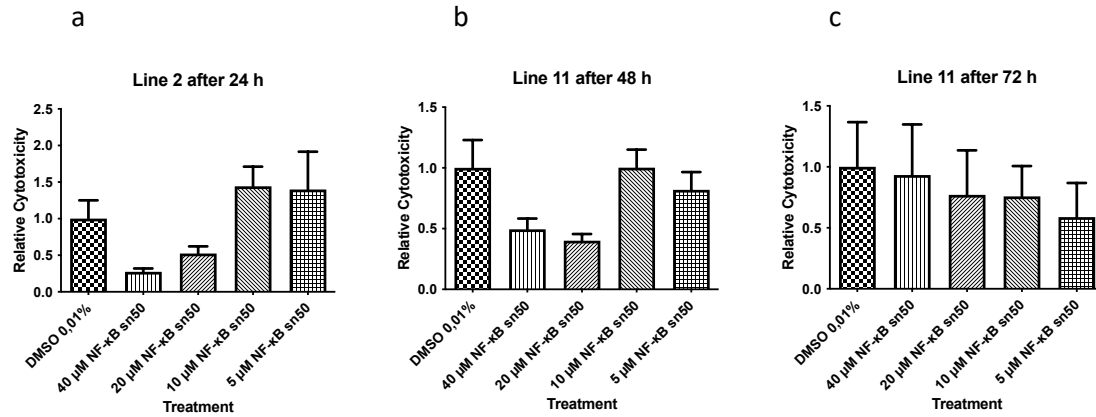 a
b
c
Line 2 after 24 h
Relative Cytotoxicity
2.5
2.0
1.5
1.0
0.5
0.0
DMSO 0,01%
40 µM NF-κB sn50
20 µM NF-κB sn50
10 µM NF-κB sn50
5 µM NF-κB sn50
Treatment
Line 11 after 48 h
Relative Cytotoxicity
1.5
1.0
0.5
0.0
DMSO 0,01%
40 µM NF-κB sn50
20 µM NF-κB sn50
10 µM NF-κB sn50
5 µM NF-κB sn50
Treatment
Line 11 after 72 h
Relative Cytotoxicity
1.5
1.0
0.5
0.0
DMSO 0,01%
40 µM NF-κB sn50
20 µM NF-κB sn50
10 µM NF-κB sn50
5 µM NF-κB sn50
Treatment